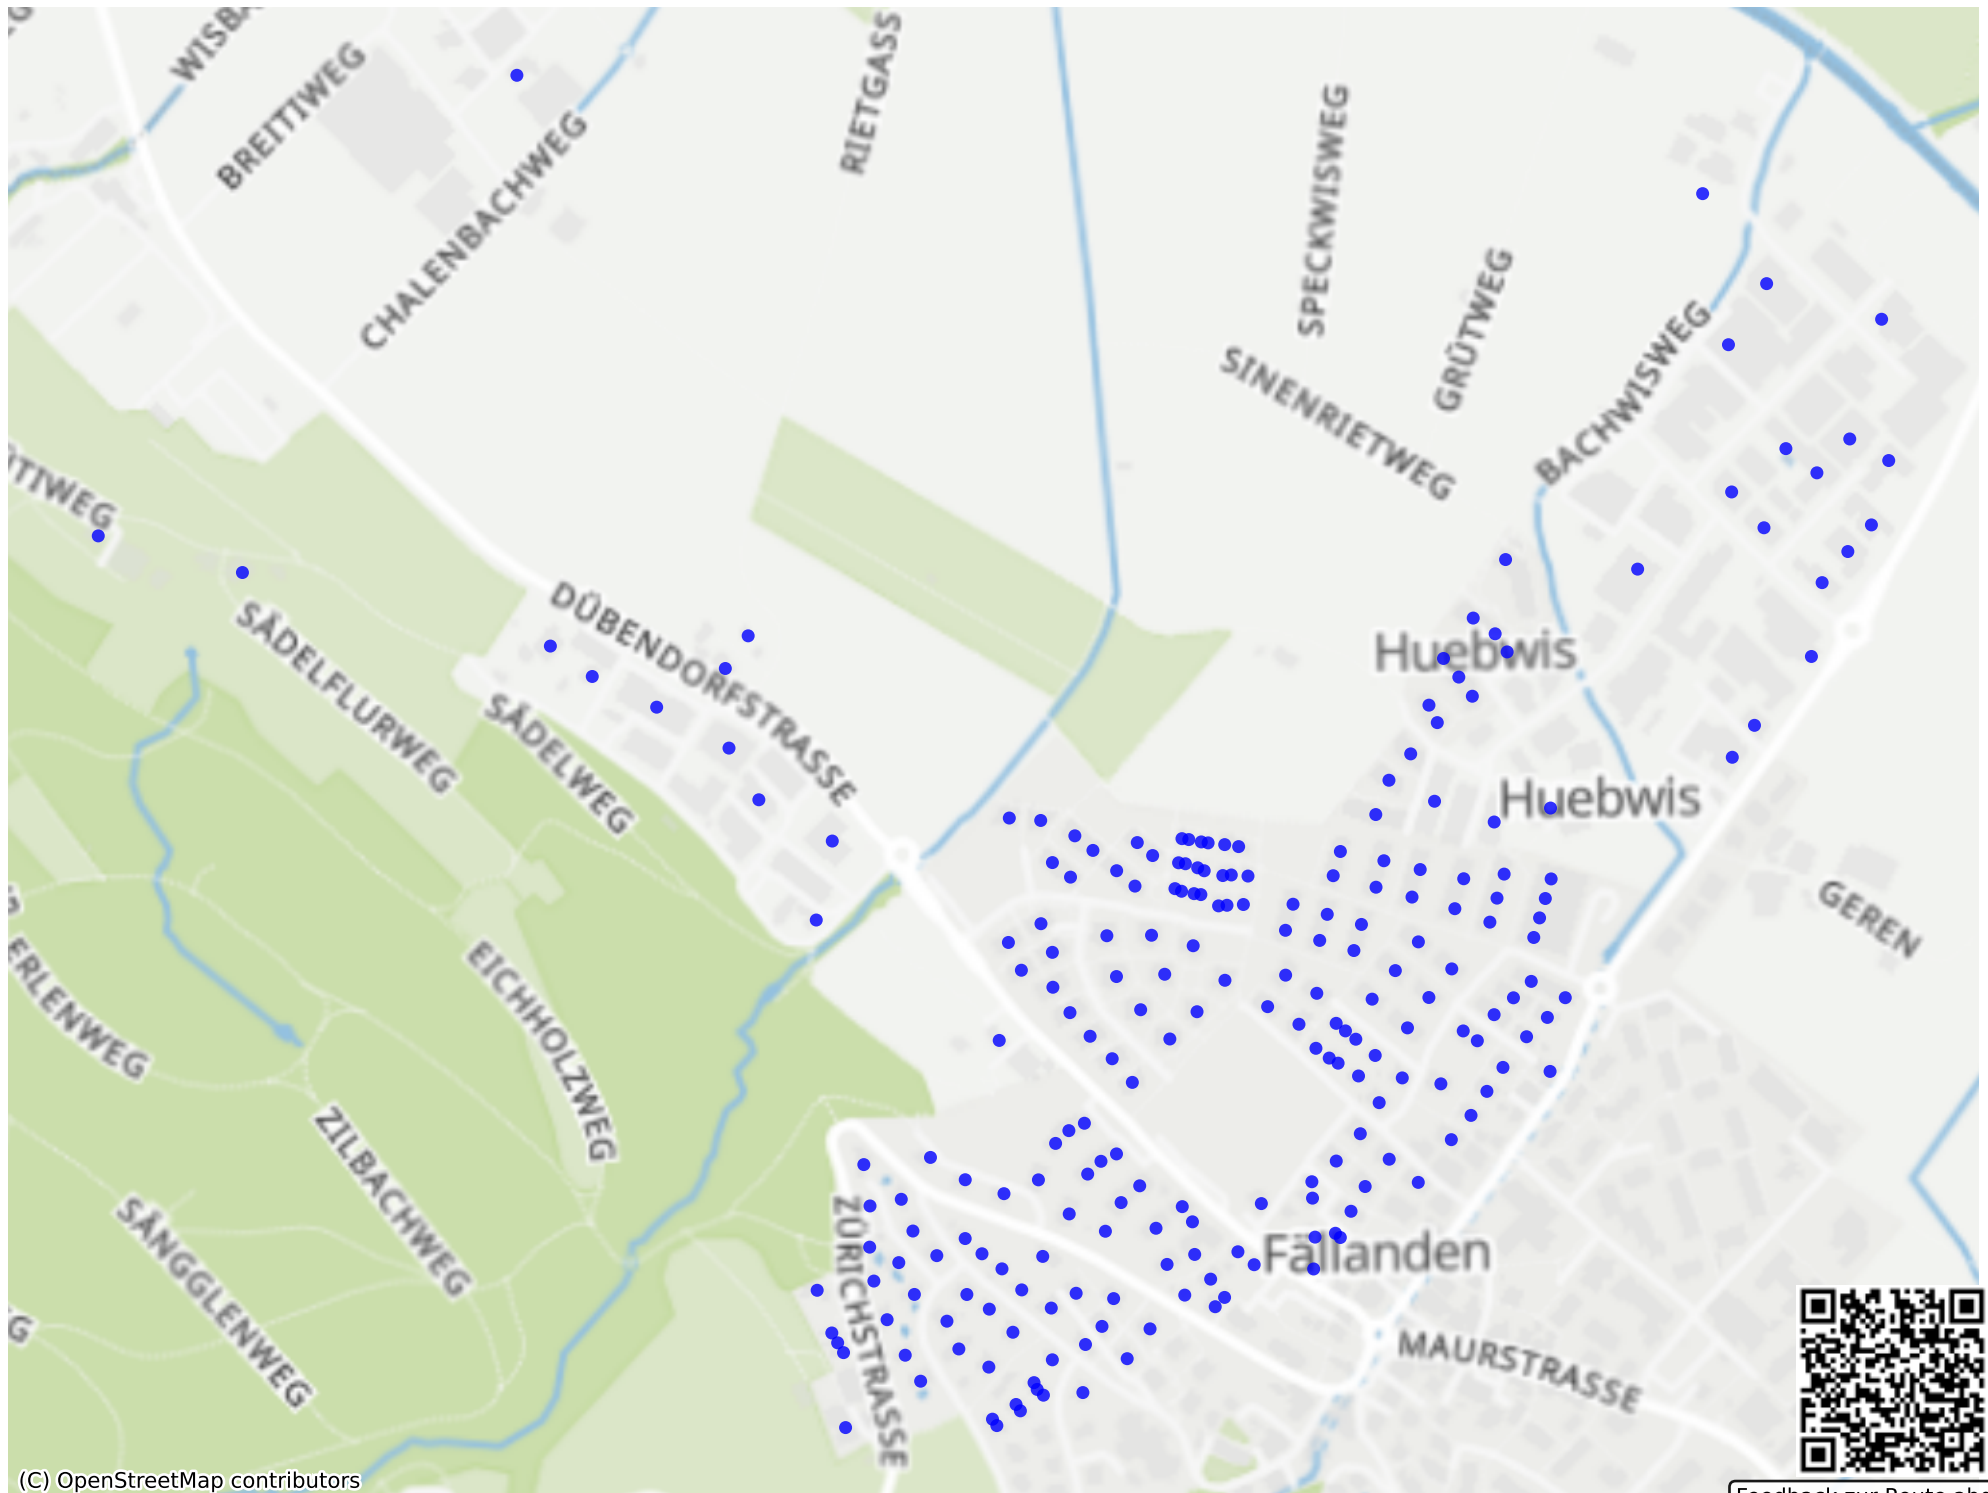 BREITIWEG
CHALENBACHWEG
SPECKWISWEG
GRÜTWEG
SINENRIETWEG
BACHWISWEG
DÜBENDORFSTRASSE
SÄDELFLURWEG
SÄDELWEG
Huebwis
Huebwis
GEREN
EICHHOLZWEG
ERLENWEG
ZILBACHWEG
SÄNGGLENWEG
ZÜRICHSTRASSE
Fällanden
MAURSTRASSE
(C) OpenStreetMap contributors